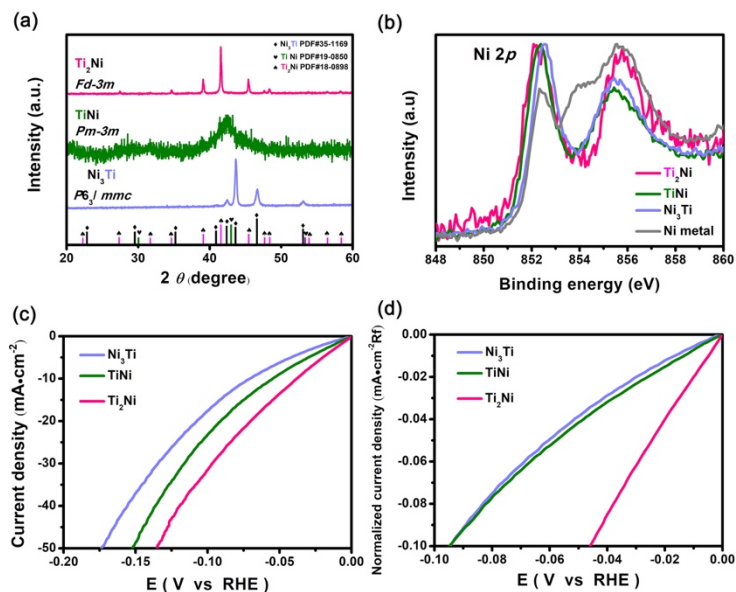 (a)
Ti2Ni
Fd-3m
TiNi
Pm-3m
Ni3Ti
P63/ mmc
♦ Ni3Ti PDF#35-1169
♥ Ti Ni PDF#19-0850
▲ Ti2Ni PDF#18-0898
Intensity (a.u.)
20 30 40 50 60
2 θ (degree)
(b)
Ni 2p
Ti2Ni
TiNi
Ni3Ti
Ni metal
Intensity (a.u)
848 850 852 854 856 858 860
Binding energy (eV)
(c)
Ni3Ti
TiNi
Ti2Ni
Current density (mA•cm-2)
0
-10
-20
-30
-40
-50
-0.20 -0.15 -0.10 -0.05 0.00
E ( V vs RHE )
(d)
Ni3Ti
TiNi
Ti2Ni
Normalized current density (mA•cm-2Rf)
0.00
-0.02
-0.04
-0.06
-0.08
-0.10
-0.10 -0.08 -0.06 -0.04 -0.02 0.00
E ( V vs RHE )